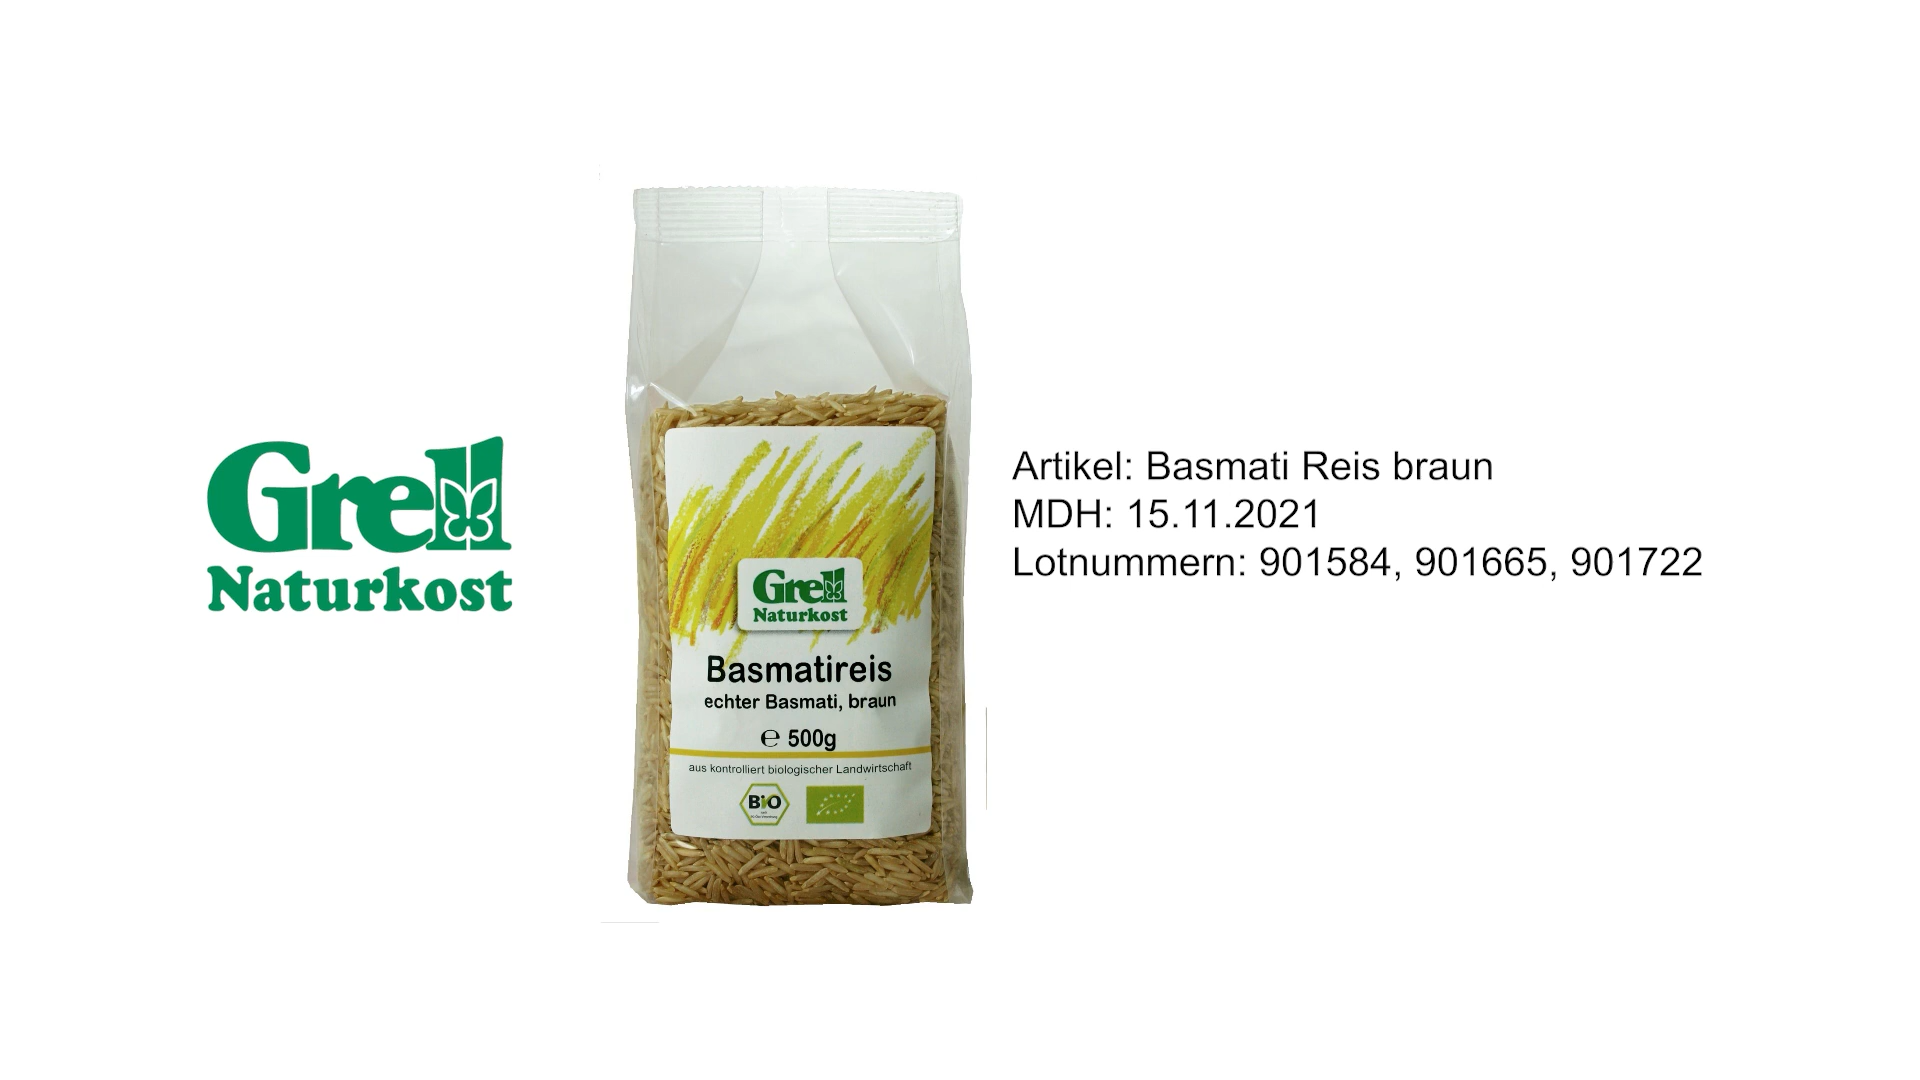 Grell
Naturkost
Grell
Naturkost
Basmatireis
echter Basmati, braun
℮ 500g
aus kontrolliert biologischer Landwirtschaft
BiO
Artikel: Basmati Reis braun
MDH: 15.11.2021
Lotnummern: 901584, 901665, 901722